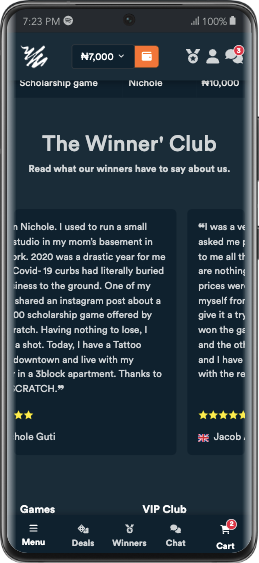 7:23 PM
100%
₦7,000
3
Scholarship game Nichole ₦10,000
The Winner' Club
Read what our winners have to say about us.
n Nichole. I used to run a small
studio in my mom's basement in
ork. 2020 was a drastic year for me
Covid- 19 curbs had literally buried
siness to the ground. One of my
shared an instagram post about a
00 scholarship game offered by
ratch. Having nothing to lose, I
a shot. Today, I have a Tattoo
downtown and live with my
r in a 3block apartment. Thanks to
SCRATCH.❞
hole Guti
❝I was a ve
asked me p
to me all th
are nothing
prices were
myself from
give it a try
won the ga
and the oth
and I have
with the re
Jacob
Games VIP Club
2
Menu Deals Winners Chat Cart